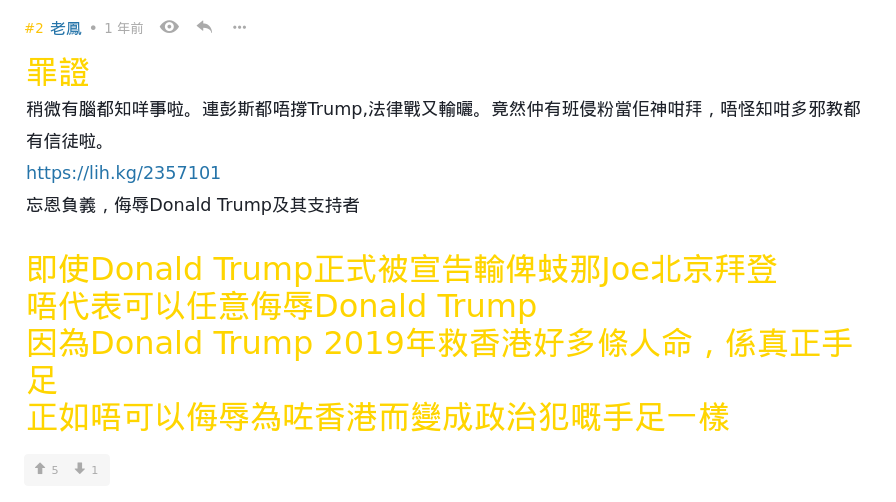 #2 老鳳 • 1 年前
罪證
稍微有腦都知咩事啦。連彭斯都唔撐Trump,法律戰又輸曬。竟然仲有班侵粉當佢神咁拜，唔怪知咁多邪教都
有信徒啦。
https://lih.kg/2357101
忘恩負義，侮辱Donald Trump及其支持者
即使Donald Trump正式被宣告輸俾蚑那Joe北京拜登
唔代表可以任意侮辱Donald Trump
因為Donald Trump 2019年救香港好多條人命，係真正手
足
正如唔可以侮辱為咗香港而變成政治犯嘅手足一樣
5 1